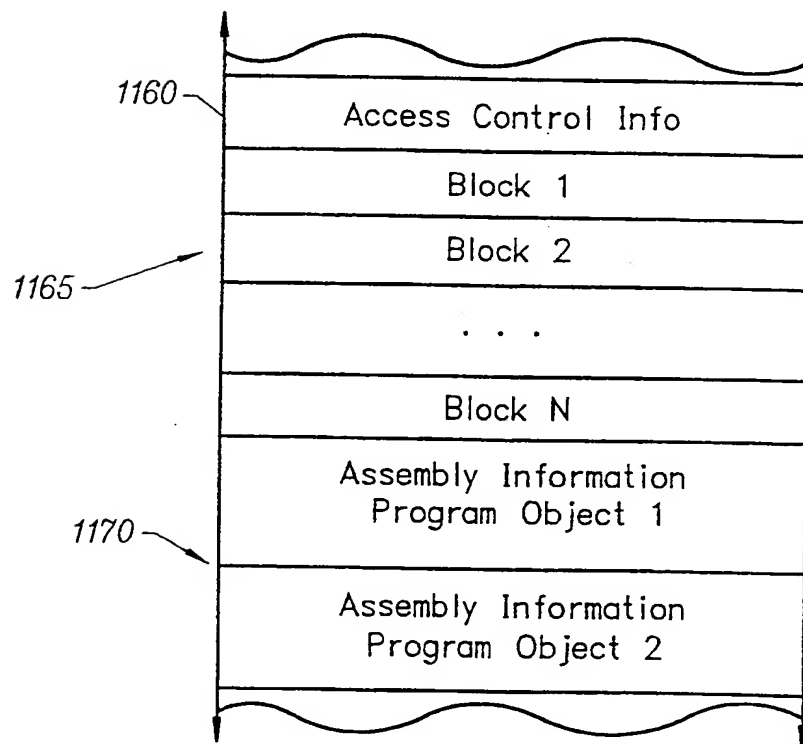 1160
Access Control Info
Block 1
Block 2
1165
. . .
Block N
Assembly Information
Program Object 1
1170
Assembly Information
Program Object 2